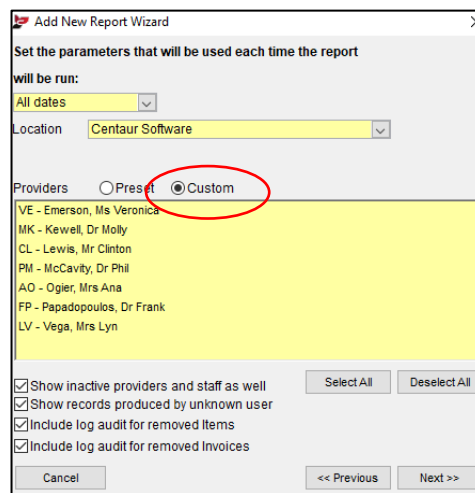 Add New Report Wizard
Set the parameters that will be used each time the report
will be run:
All dates
Location Centaur Software
Providers Preset Custom
VE - Emerson, Ms Veronica
MK - Kewell, Dr Molly
CL - Lewis, Mr Clinton
PM - McCavity, Dr Phil
AO - Ogier, Mrs Ana
FP - Papadopoulos, Dr Frank
LV - Vega, Mrs Lyn
Show inactive providers and staff as well Select All Deselect All
Show records produced by unknown user
Include log audit for removed Items
Include log audit for removed Invoices
Cancel << Previous Next >>